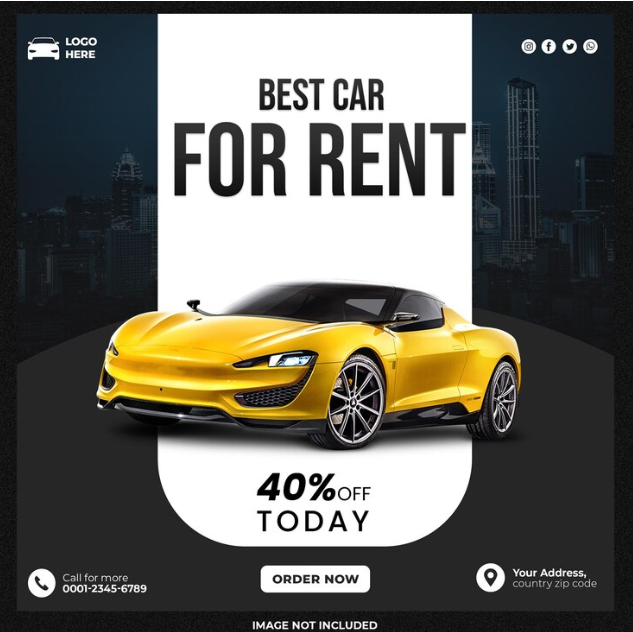 LOGO
HERE
BEST CAR
FOR RENT
40%OFF
TODAY
Call for more
0001-2345-6789
ORDER NOW
Your Address,
country zip code
IMAGE NOT INCLUDED